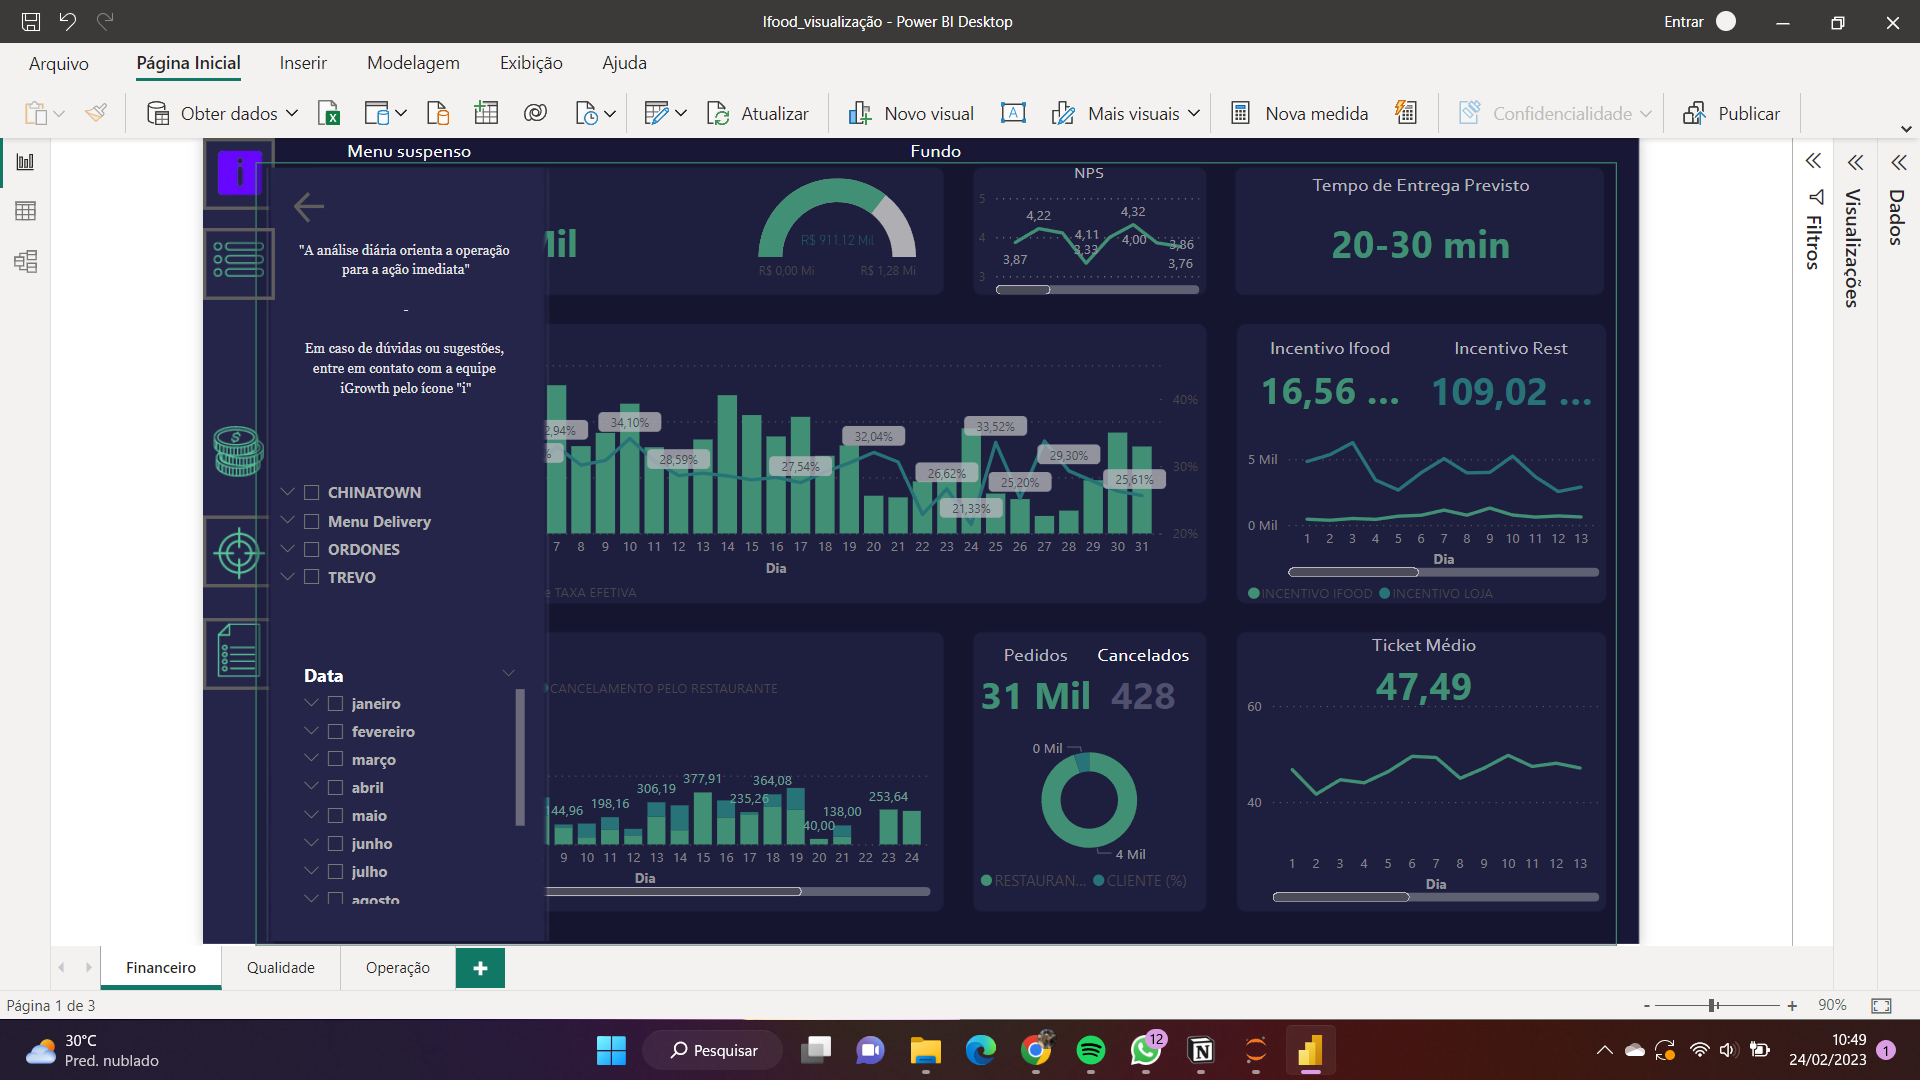 Ifood_visualização - Power BI Desktop
Entrar
Arquivo
Página Inicial
Inserir
Modelagem
Exibição
Ajuda
Obter dados
Atualizar
Novo visual
Mais visuais
Nova medida
Confidencialidade
Publicar
Menu suspenso
Fundo
"A análise diária orienta a operação
para a ação imediata"
-
Em caso de dúvidas ou sugestões,
entre em contato com a equipe
iGrowth pelo ícone "i"
CHINATOWN
Menu Delivery
ORDONES
TREVO
Data
janeiro
fevereiro
março
abril
maio
junho
julho
agosto
Mil
R$ 911,12 Mil
R$ 0,00 Mi
R$ 1,28 Mi
NPS
5
4
3
4,22
4,32
4,11
4,00
3,86
3,33
3,87
3,76
Tempo de Entrega Previsto
20-30 min
40%
30%
20%
2,94%
34,10%
28,59%
27,54%
32,04%
26,62%
33,52%
21,33%
25,20%
29,30%
25,61%
7 8 9 10 11 12 13 14 15 16 17 18 19 20 21 22 23 24 25 26 27 28 29 30 31
Dia
e TAXA EFETIVA
Incentivo Ifood
Incentivo Rest
16,56 ...
109,02 ...
5 Mil
0 Mil
1 2 3 4 5 6 7 8 9 10 11 12 13
Dia
INCENTIVO IFOOD
INCENTIVO LOJA
CANCELAMENTO PELO RESTAURANTE
144,96
198,16
306,19
377,91
235,26
364,08
40,00
138,00
253,64
9 10 11 12 13 14 15 16 17 18 19 20 21 22 23 24
Dia
Pedidos
Cancelados
31 Mil
428
0 Mil
4 Mil
RESTAURAN...
CLIENTE (%)
Ticket Médio
47,49
60
40
1 2 3 4 5 6 7 8 9 10 11 12 13
Dia
Filtros
Visualizações
Dados
Financeiro
Qualidade
Operação
Página 1 de 3
90%
30°C
Pred. nublado
Pesquisar
12
10:49
24/02/2023
1